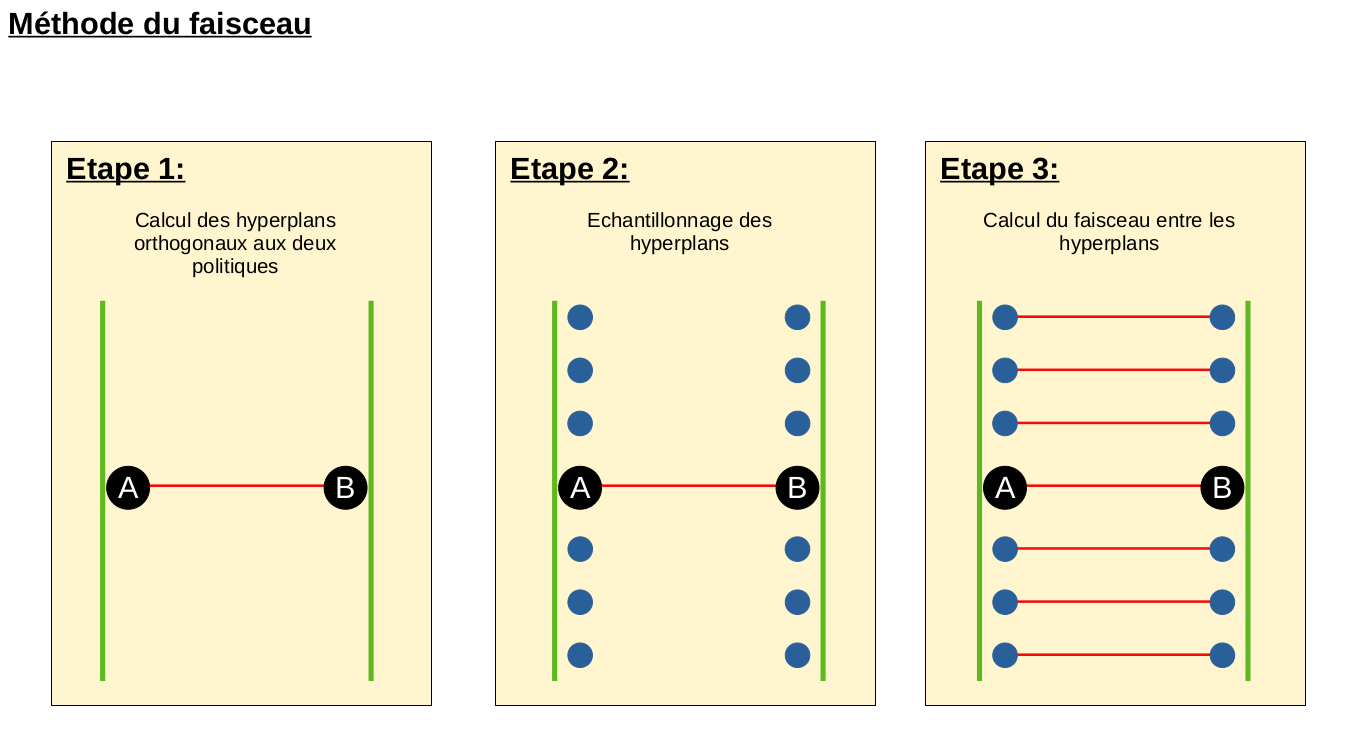 Méthode du faisceau
Etape 1:
Calcul des hyperplans
orthogonaux aux deux
politiques
A
B
Etape 2:
Echantillonnage des
hyperplans
A
B
Etape 3:
Calcul du faisceau entre les
hyperplans
A
B